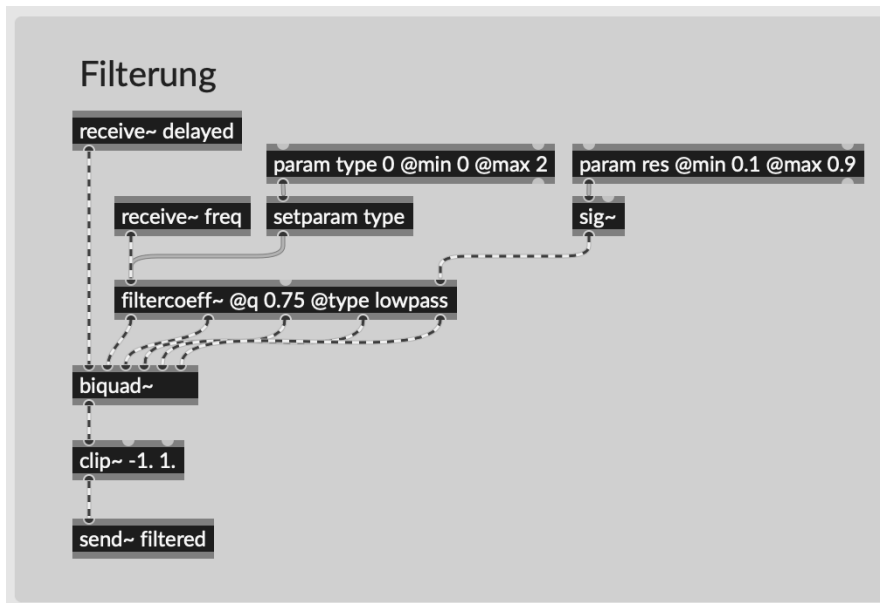 Filterung
receive~ delayed
param type 0 @min 0 @max 2
param res @min 0.1 @max 0.9
receive~ freq
setparam type
sig~
filtercoeff~ @q 0.75 @type lowpass
biquad~
clip~ -1. 1.
send~ filtered